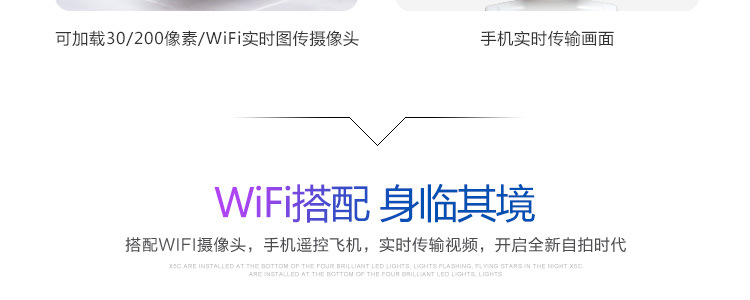 可加载30/200像素/WiFi实时图传摄像头
手机实时传输画面
WiFi搭配 身临其境
搭配WIFI摄像头，手机遥控飞机，实时传输视频，开启全新自拍时代
X5C ARE INSTALLED AT THE BOTTOM OF THE FOUR BRILLIANT LED LIGHTS, LIGHTS FLASHING, FLYING STARS IN THE NIGHT X5C
ARE INSTALLED AT THE BOTTOM OF THE FOUR BRILLIANT LED LIGHTS, LIGHTS